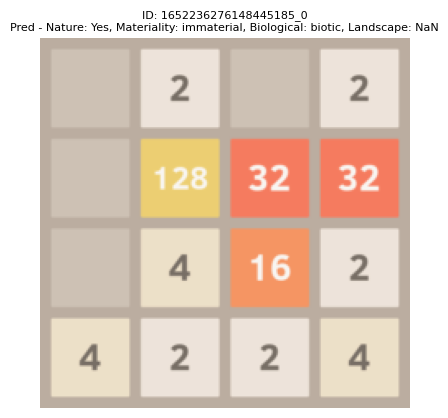 ID: 1652236276148445185_0
Pred - Nature: Yes, Materiality: immaterial, Biological: biotic, Landscape: NaN
2 2
128 32 32
4 16 2
4 2 2 4